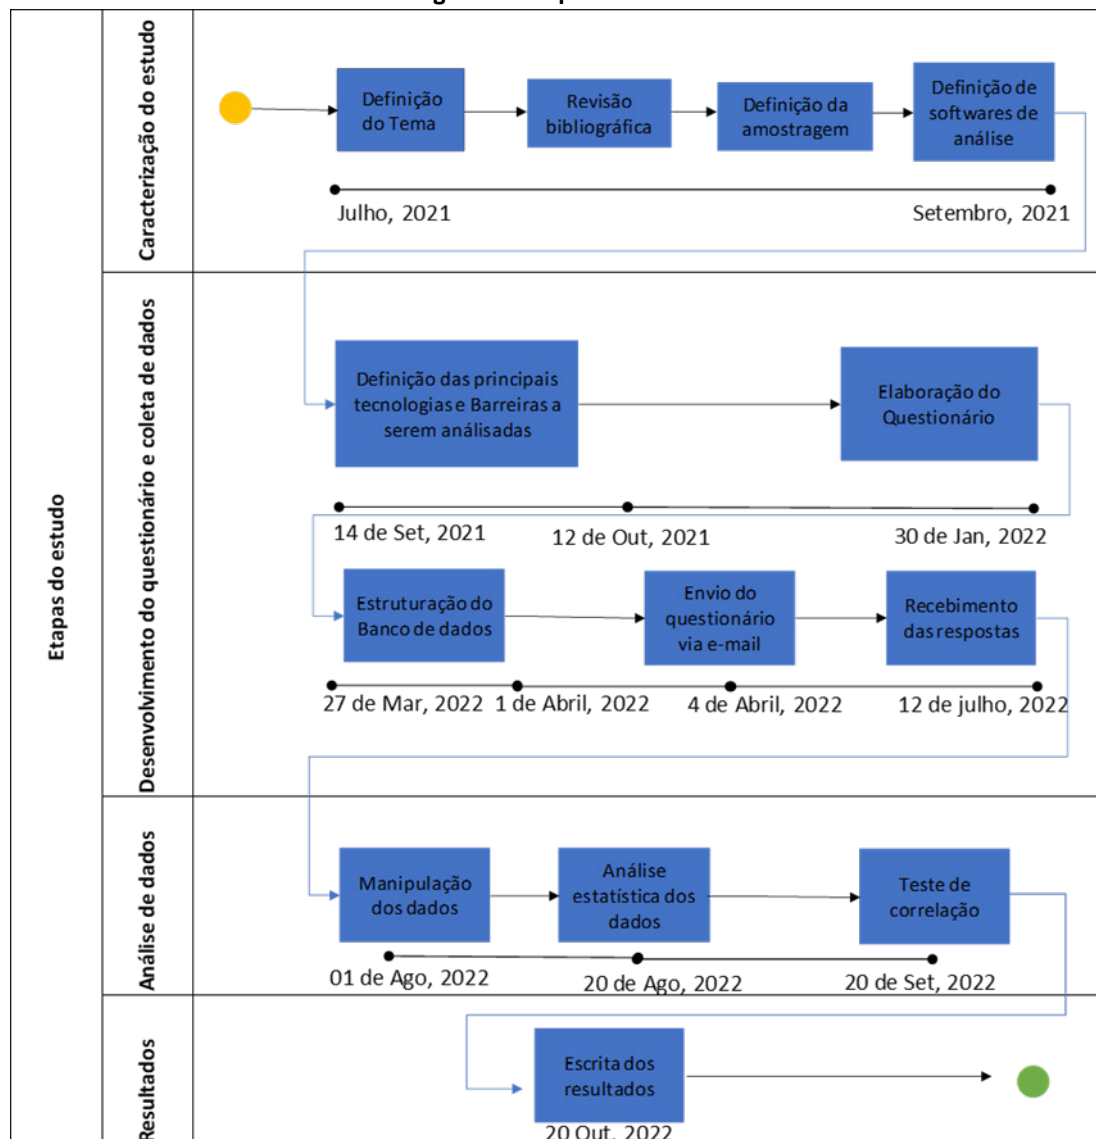 Etapas do estudo
Caracterização do estudo
Definição
do Tema
Revisão
bibliográfica
Definição da
amostragem
Definição de
softwares de
análise
Julho, 2021
Setembro, 2021
Desenvolvimento do questionário e coleta de dados
Definição das principais
tecnologias e Barreiras a
serem análisadas
Elaboração do
Questionário
14 de Set, 2021
12 de Out, 2021
30 de Jan, 2022
Estruturação do
Banco de dados
Envio do
questionário
via e-mail
Recebimento
das respostas
27 de Mar, 2022
1 de Abril, 2022
4 de Abril, 2022
12 de julho, 2022
Análise de dados
Manipulação
dos dados
Análise
estatística dos
dados
Teste de
correlação
01 de Ago, 2022
20 de Ago, 2022
20 de Set, 2022
Resultados
Escrita dos
resultados
20 Out, 2022